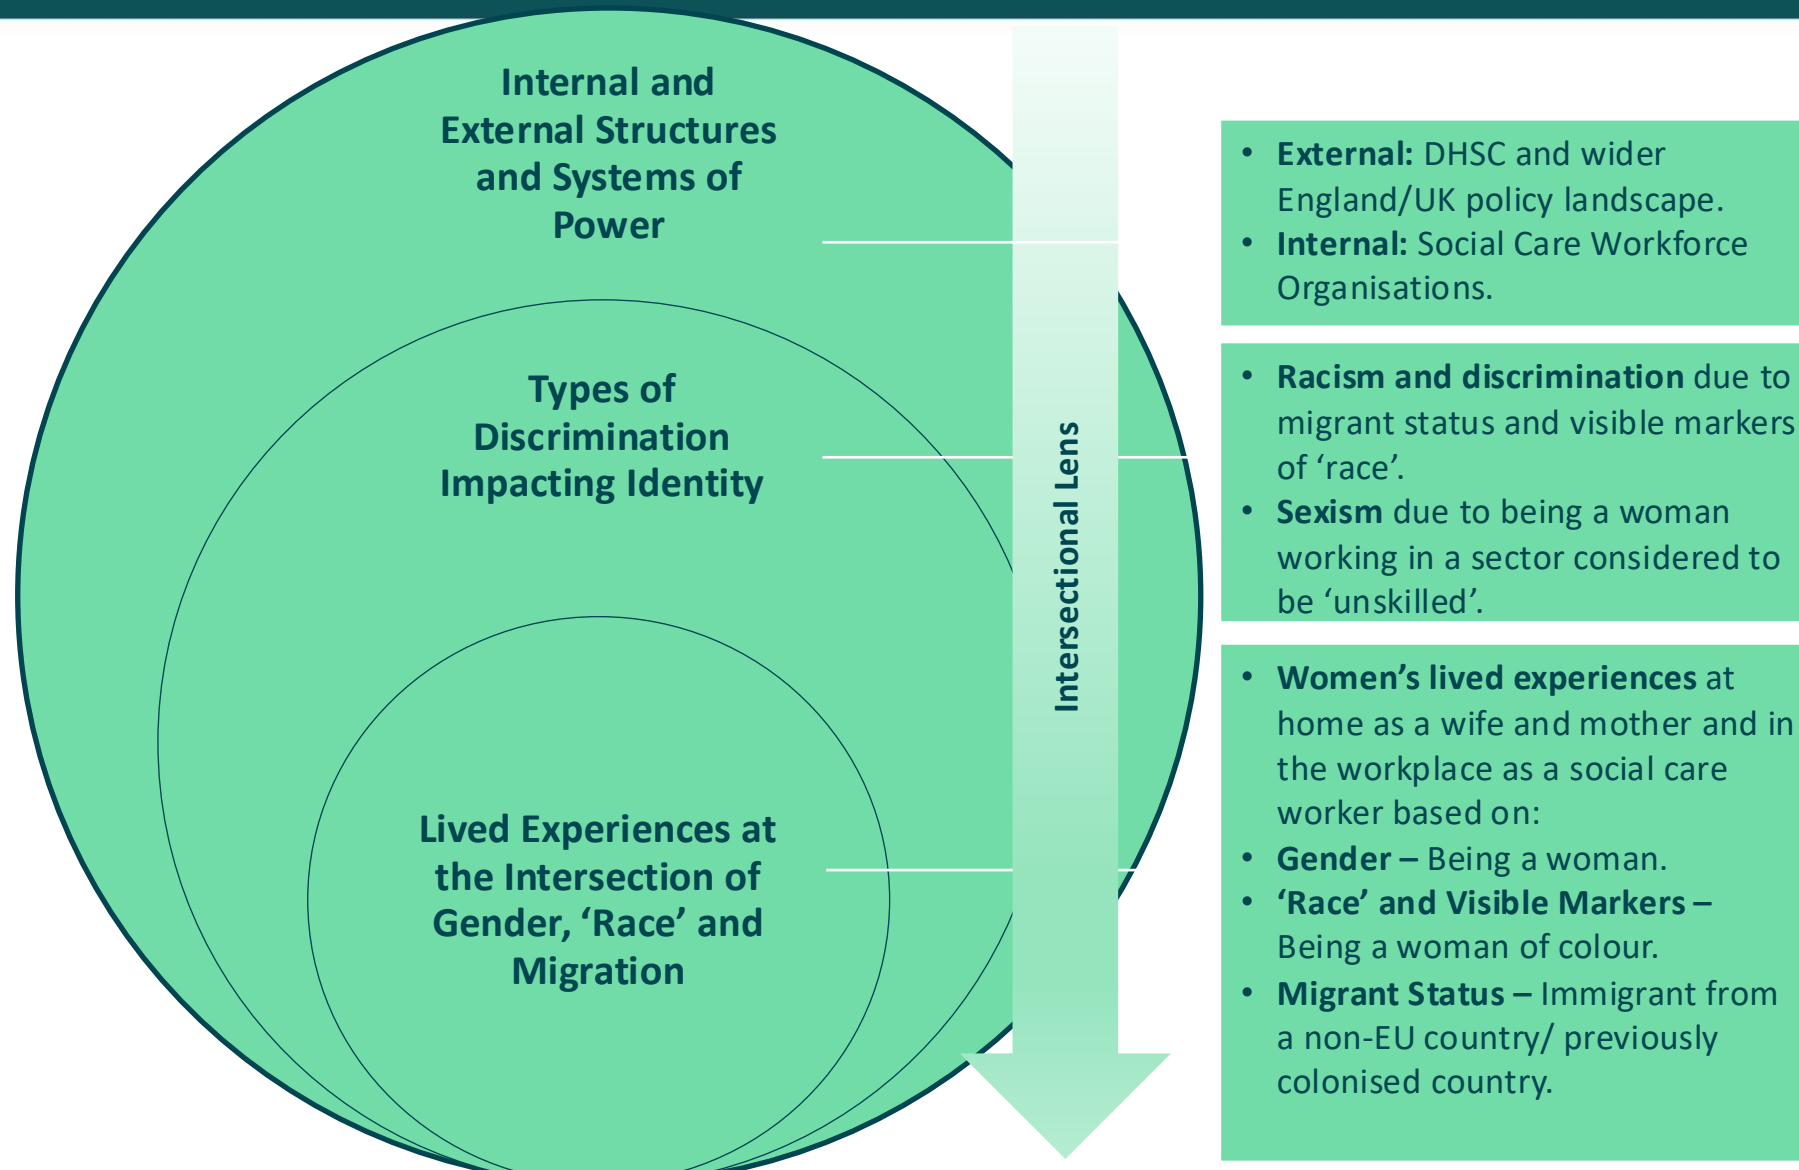 Internal and
External Structures
and Systems of
Power
Types of
Discrimination
Impacting Identity
Lived Experiences at
the Intersection of
Gender, ‘Race’ and
Migration
Intersectional Lens
• External: DHSC and wider
England/UK policy landscape.
• Internal: Social Care Workforce
Organisations.
• Racism and discrimination due to
migrant status and visible markers
of ‘race’.
• Sexism due to being a woman
working in a sector considered to
be ‘unskilled’.
• Women’s lived experiences at
home as a wife and mother and in
the workplace as a social care
worker based on:
• Gender – Being a woman.
• ‘Race’ and Visible Markers –
Being a woman of colour.
• Migrant Status – Immigrant from
a non-EU country/ previously
colonised country.